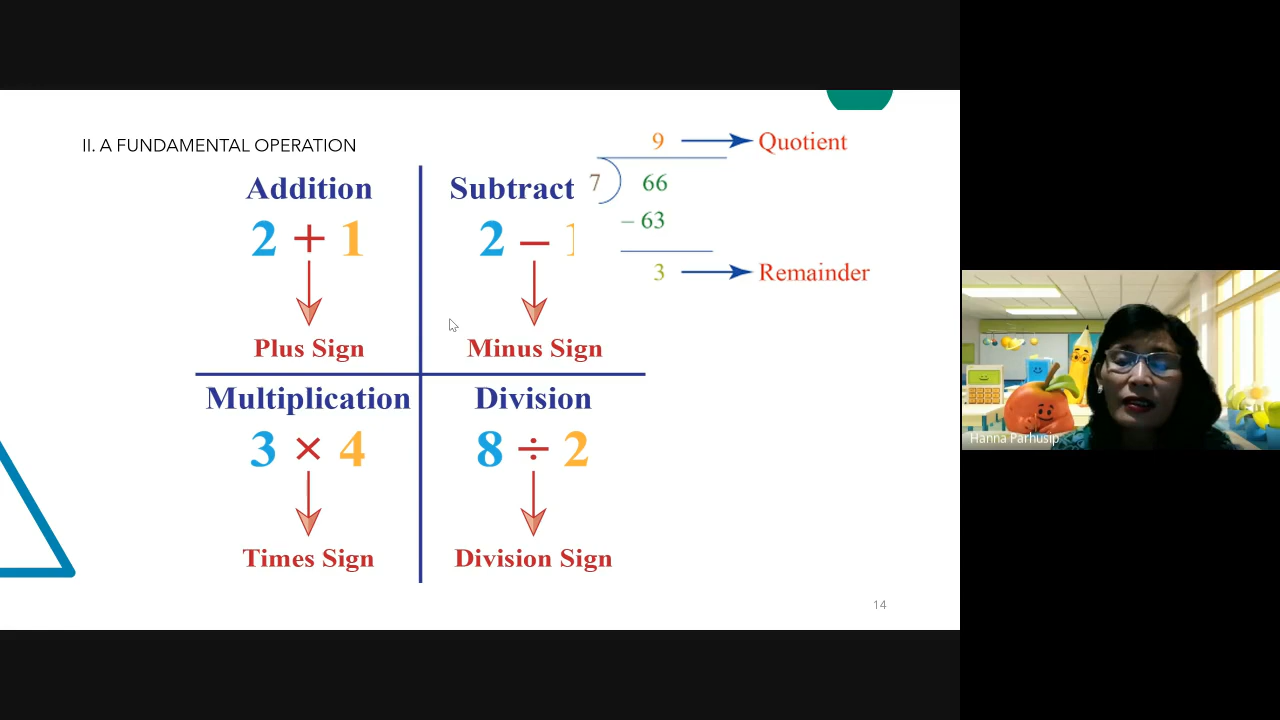 II. A FUNDAMENTAL OPERATION
Addition
2 + 1
Plus Sign
Subtract
2 – 1
Minus Sign
9 Quotient
7 66
– 63
3 Remainder
Multiplication
3 × 4
Times Sign
Division
8 ÷ 2
Division Sign
14
Hanna Parhusip